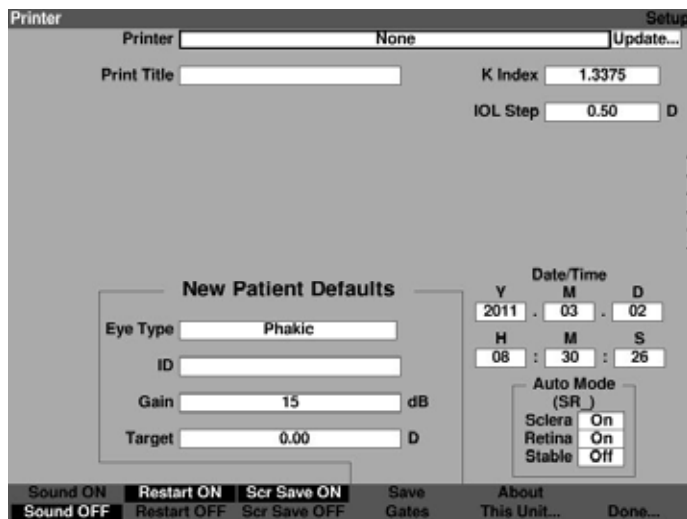 Printer Setup
Printer None Update...
Print Title K Index 1.3375
IOL Step 0.50 D
Date/Time
New Patient Defaults
Y M D
2011 . 03 . 02
Eye Type Phakic
H M S
08 : 30 : 26
ID
Auto Mode
(SR_)
Gain 15 dB
Sclera On
Retina On
Target 0.00 D
Stable Off
Sound ON Restart ON Scr Save ON Save About
Sound OFF Restart OFF Scr Save OFF Gates This Unit... Done...